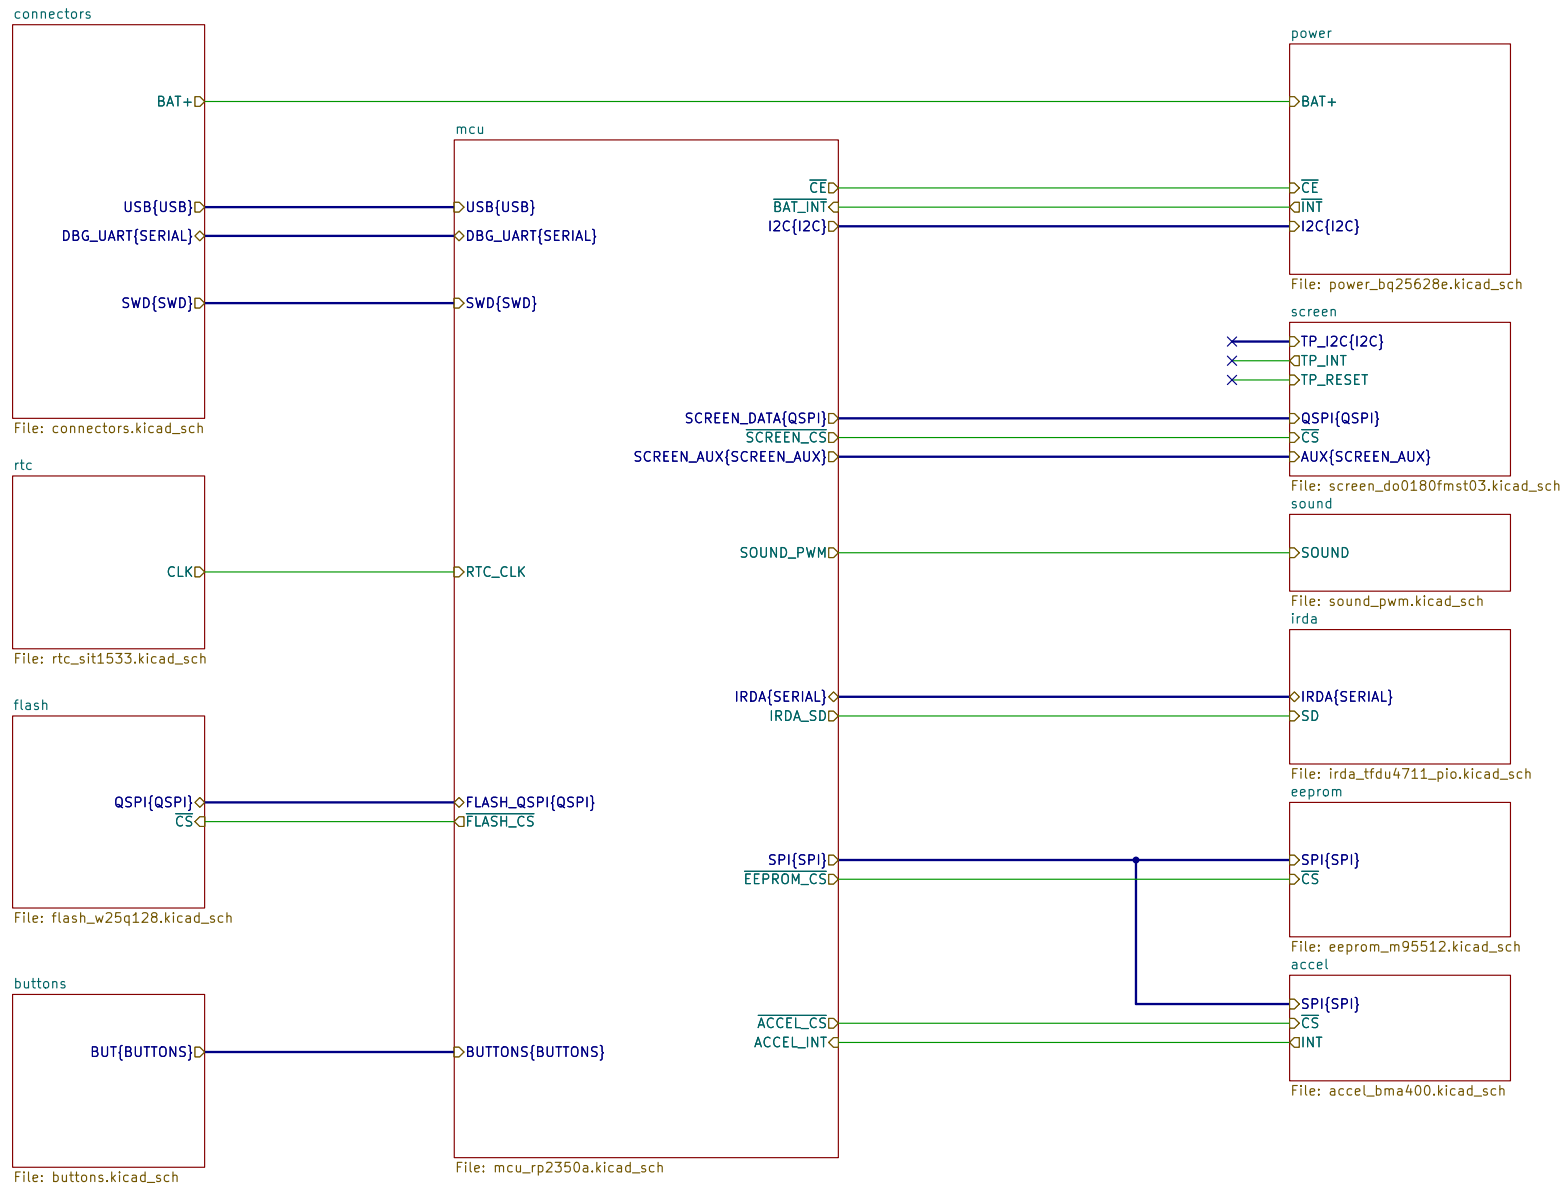 connectors
BAT+
USB{USB}
DBG_UART{SERIAL}
SWD{SWD}
File: connectors.kicad_sch
rtc
CLK
File: rtc_sit1533.kicad_sch
flash
QSPI{QSPI}
CS
File: flash_w25q128.kicad_sch
buttons
BUT{BUTTONS}
File: buttons.kicad_sch
mcu
USB{USB}
DBG_UART{SERIAL}
SWD{SWD}
RTC_CLK
FLASH_QSPI{QSPI}
FLASH_CS
BUTTONS{BUTTONS}
CE
BAT_INT
I2C{I2C}
SCREEN_DATA{QSPI}
SCREEN_CS
SCREEN_AUX{SCREEN_AUX}
SOUND_PWM
IRDA{SERIAL}
IRDA_SD
SPI{SPI}
EEPROM_CS
ACCEL_CS
ACCEL_INT
File: mcu_rp2350a.kicad_sch
power
BAT+
CE
INT
I2C{I2C}
File: power_bq25628e.kicad_sch
screen
TP_I2C{I2C}
TP_INT
TP_RESET
QSPI{QSPI}
CS
AUX{SCREEN_AUX}
File: screen_do0180fmst03.kicad_sch
sound
SOUND
File: sound_pwm.kicad_sch
irda
IRDA{SERIAL}
SD
File: irda_tfdu4711_pio.kicad_sch
eeprom
SPI{SPI}
CS
File: eeprom_m95512.kicad_sch
accel
SPI{SPI}
CS
INT
File: accel_bma400.kicad_sch